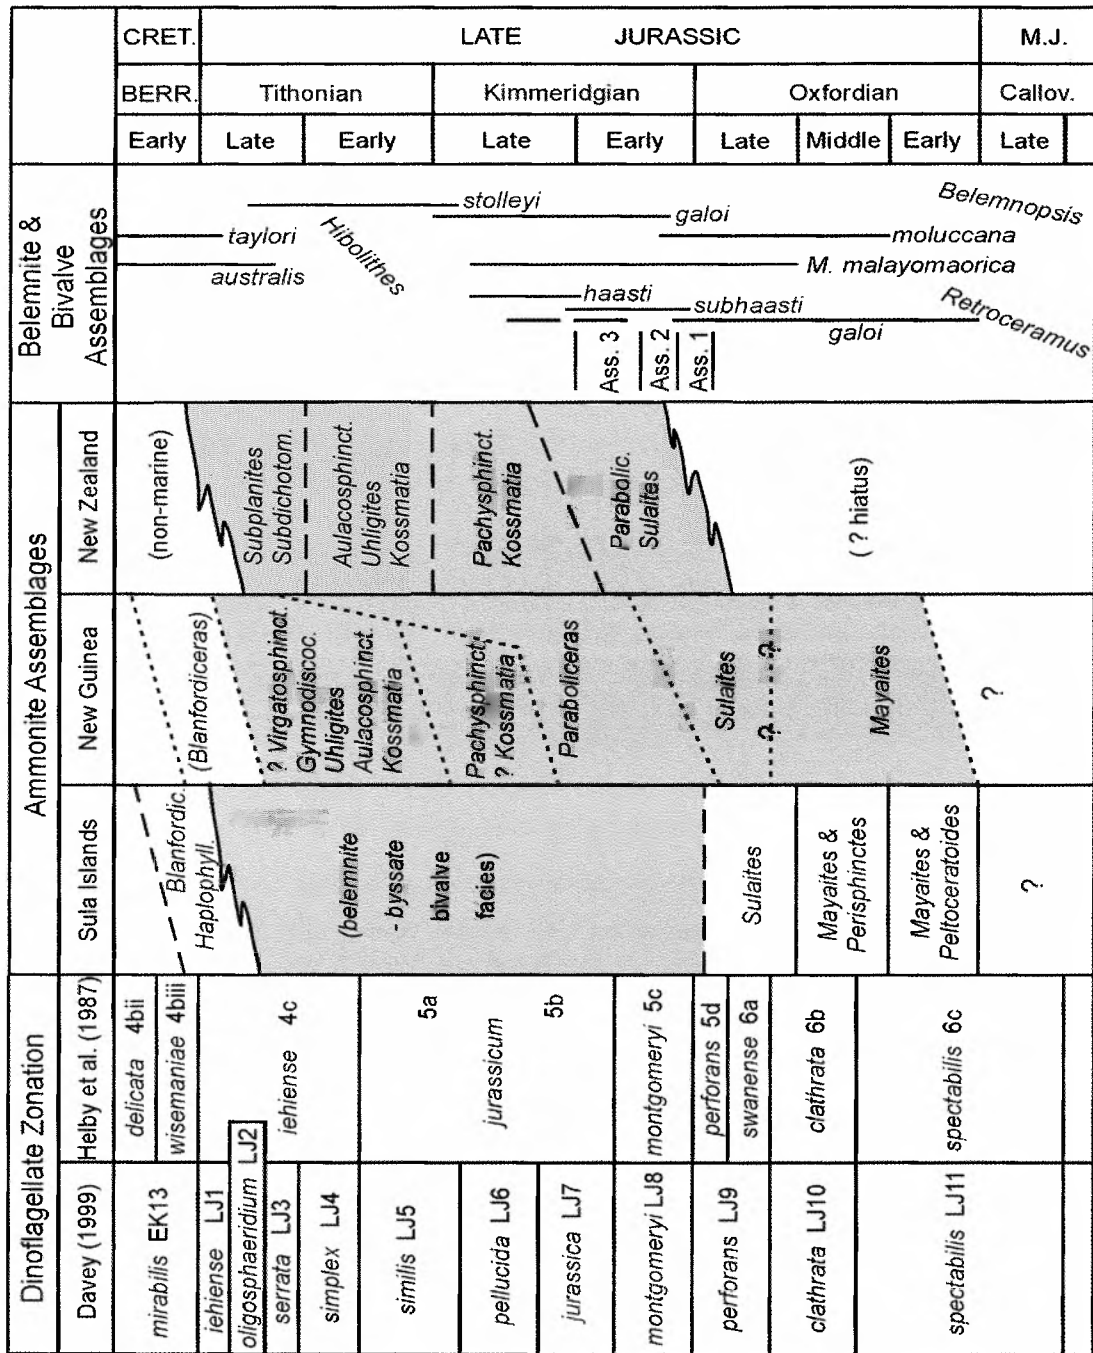 CRET.
LATE JURASSIC
M.J.
BERR.
Tithonian
Kimmeridgian
Oxfordian
Callov.
Early
Late
Early
Late
Early
Late
Middle
Early
Late
Belemnite &
Bivalve
Assemblages
stolleyi
galoi
Belemnopsis
taylori
Hibolithes
moluccana
australis
M. malayomaorica
haasti
subhaasti
Retroceramus
galoi
Ass. 3
Ass. 2
Ass. 1
Ammonite Assemblages
New Zealand
(non-marine)
Subplanites
Subdichotom.
Aulacosphinct.
Uhligites
Kossmatia
Pachysphinct.
Kossmatia
Parabolic.
Sulaites
(? hiatus)
New Guinea
(Blanfordiceras)
? Virgatosphinct.
Gymnodiscoc.
Uhligites
Aulacosphinct.
Kossmatia
Pachysphinct.
? Kossmatia
Paraboliceras
Sulaites
?
?
Mayaites
?
Sula Islands
Blanfordic.
Haplophyll.
(belemnite
- byssate
bivalve
facies)
Sulaites
Mayaites &
Perisphinctes
Mayaites &
Peltoceratoides
?
Dinoflagellate Zonation
Helby et al. (1987)
delicata 4bii
wisemaniae 4biii
iehiense 4c
5a
jurassicum
5b
montgomeryi 5c
perforans 5d
swanense 6a
clathrata 6b
spectabilis 6c
Davey (1999)
mirabilis EK13
iehiense LJ1
oligosphaeridium LJ2
serrata LJ3
simplex LJ4
similis LJ5
pellucida LJ6
jurassica LJ7
montgomeryi LJ8
perforans LJ9
clathrata LJ10
spectabilis LJ11